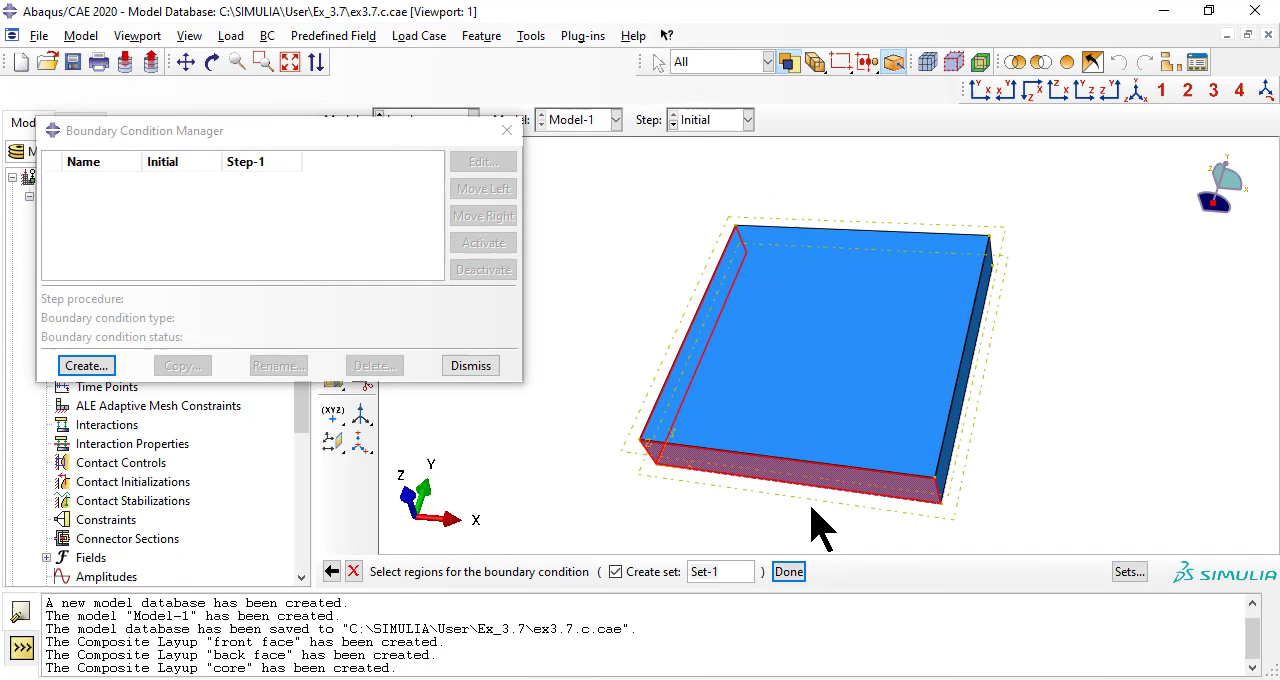 Abaqus/CAE 2020 - Model Database: C:\SIMULIA\User\Ex_3.7\ex3.7.c.cae [Viewport: 1]
File Model Viewport View Load BC Predefined Field Load Case Feature Tools Plug-ins Help
All
1 2 3 4
Mod
Model-1 Step: Initial
Boundary Condition Manager
Name Initial Step-1
Edit...
Move Left
Move Right
Activate
Deactivate
Step procedure:
Boundary condition type:
Boundary condition status:
Create... Copy... Rename... Delete... Dismiss
Time Points
ALE Adaptive Mesh Constraints
Interactions
Interaction Properties
Contact Controls
Contact Initializations
Contact Stabilizations
Constraints
Connector Sections
Fields
Amplitudes
(XYZ)
Y
Z
X
Y
Z
X
Select regions for the boundary condition ( Create set: Set-1 ) Done Sets... SIMULIA
A new model database has been created.
The model "Model-1" has been created.
The model database has been saved to "C:\SIMULIA\User\Ex_3.7\ex3.7.c.cae".
The Composite Layup "front face" has been created.
The Composite Layup "back face" has been created.
The Composite Layup "core" has been created.